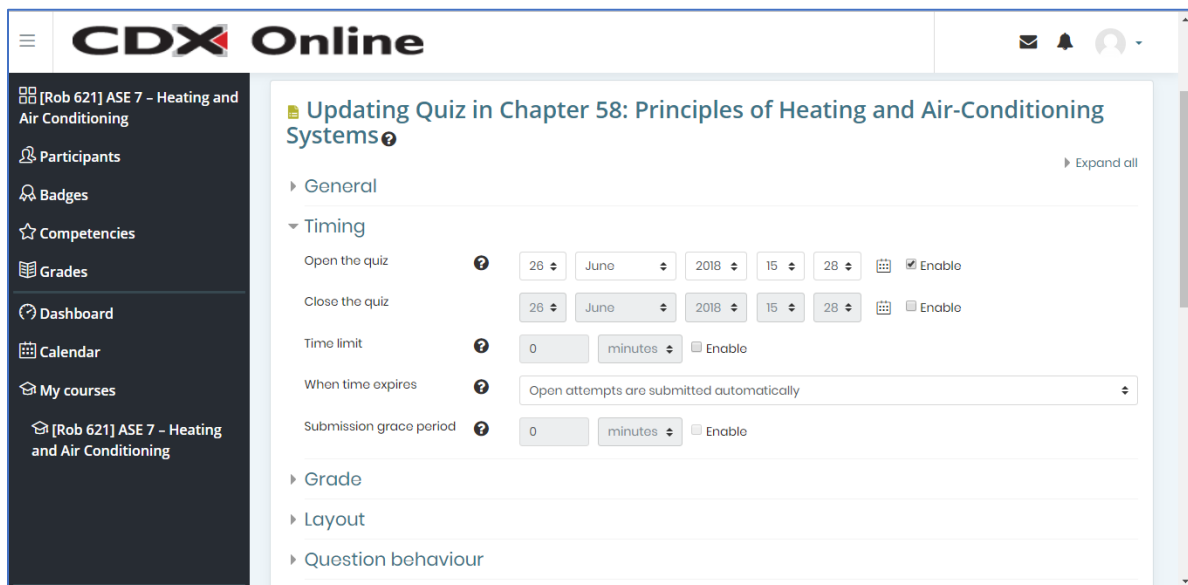 CDX Online
[Rob 621] ASE 7 – Heating and
Air Conditioning
Participants
Badges
Competencies
Grades
Dashboard
Calendar
My courses
[Rob 621] ASE 7 – Heating
and Air Conditioning
Updating Quiz in Chapter 58: Principles of Heating and Air-Conditioning
Systems
Expand all
General
Timing
Open the quiz 26 June 2018 15 28 Enable
Close the quiz 26 June 2018 15 28 Enable
Time limit 0 minutes Enable
When time expires Open attempts are submitted automatically
Submission grace period 0 minutes Enable
Grade
Layout
Question behaviour